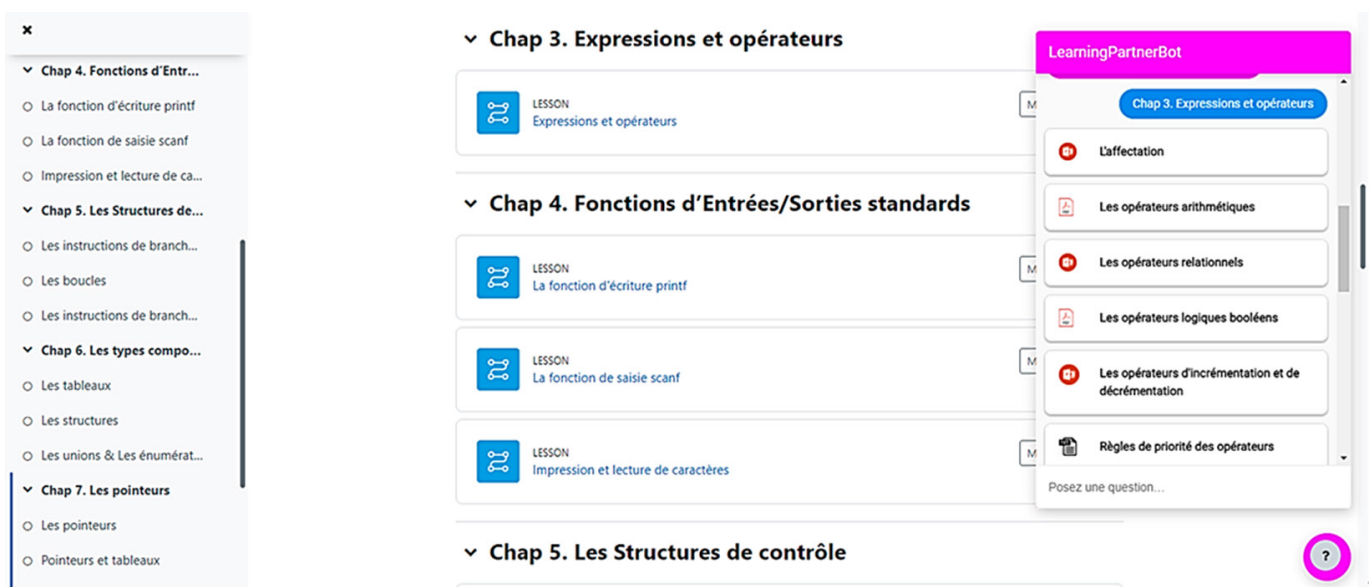 ×
Chap 4. Fonctions d'Entr...
La fonction d'écriture printf
La fonction de saisie scanf
Impression et lecture de ca...
Chap 5. Les Structures de...
Les instructions de branch...
Les boucles
Les instructions de branch...
Chap 6. Les types compo...
Les tableaux
Les structures
Les unions & Les énumérat...
Chap 7. Les pointeurs
Les pointeurs
Pointeurs et tableaux
Chap 3. Expressions et opérateurs
LESSON
Expressions et opérateurs
M
Chap 4. Fonctions d'Entrées/Sorties standards
LESSON
La fonction d'écriture printf
M
LESSON
La fonction de saisie scanf
M
LESSON
Impression et lecture de caractères
M
Chap 5. Les Structures de contrôle
LearningPartnerBot
Chap 3. Expressions et opérateurs
L'affectation
Les opérateurs arithmétiques
Les opérateurs relationnels
Les opérateurs logiques booléens
Les opérateurs d'incrémentation et de
décrémentation
Règles de priorité des opérateurs
Posez une question...
?